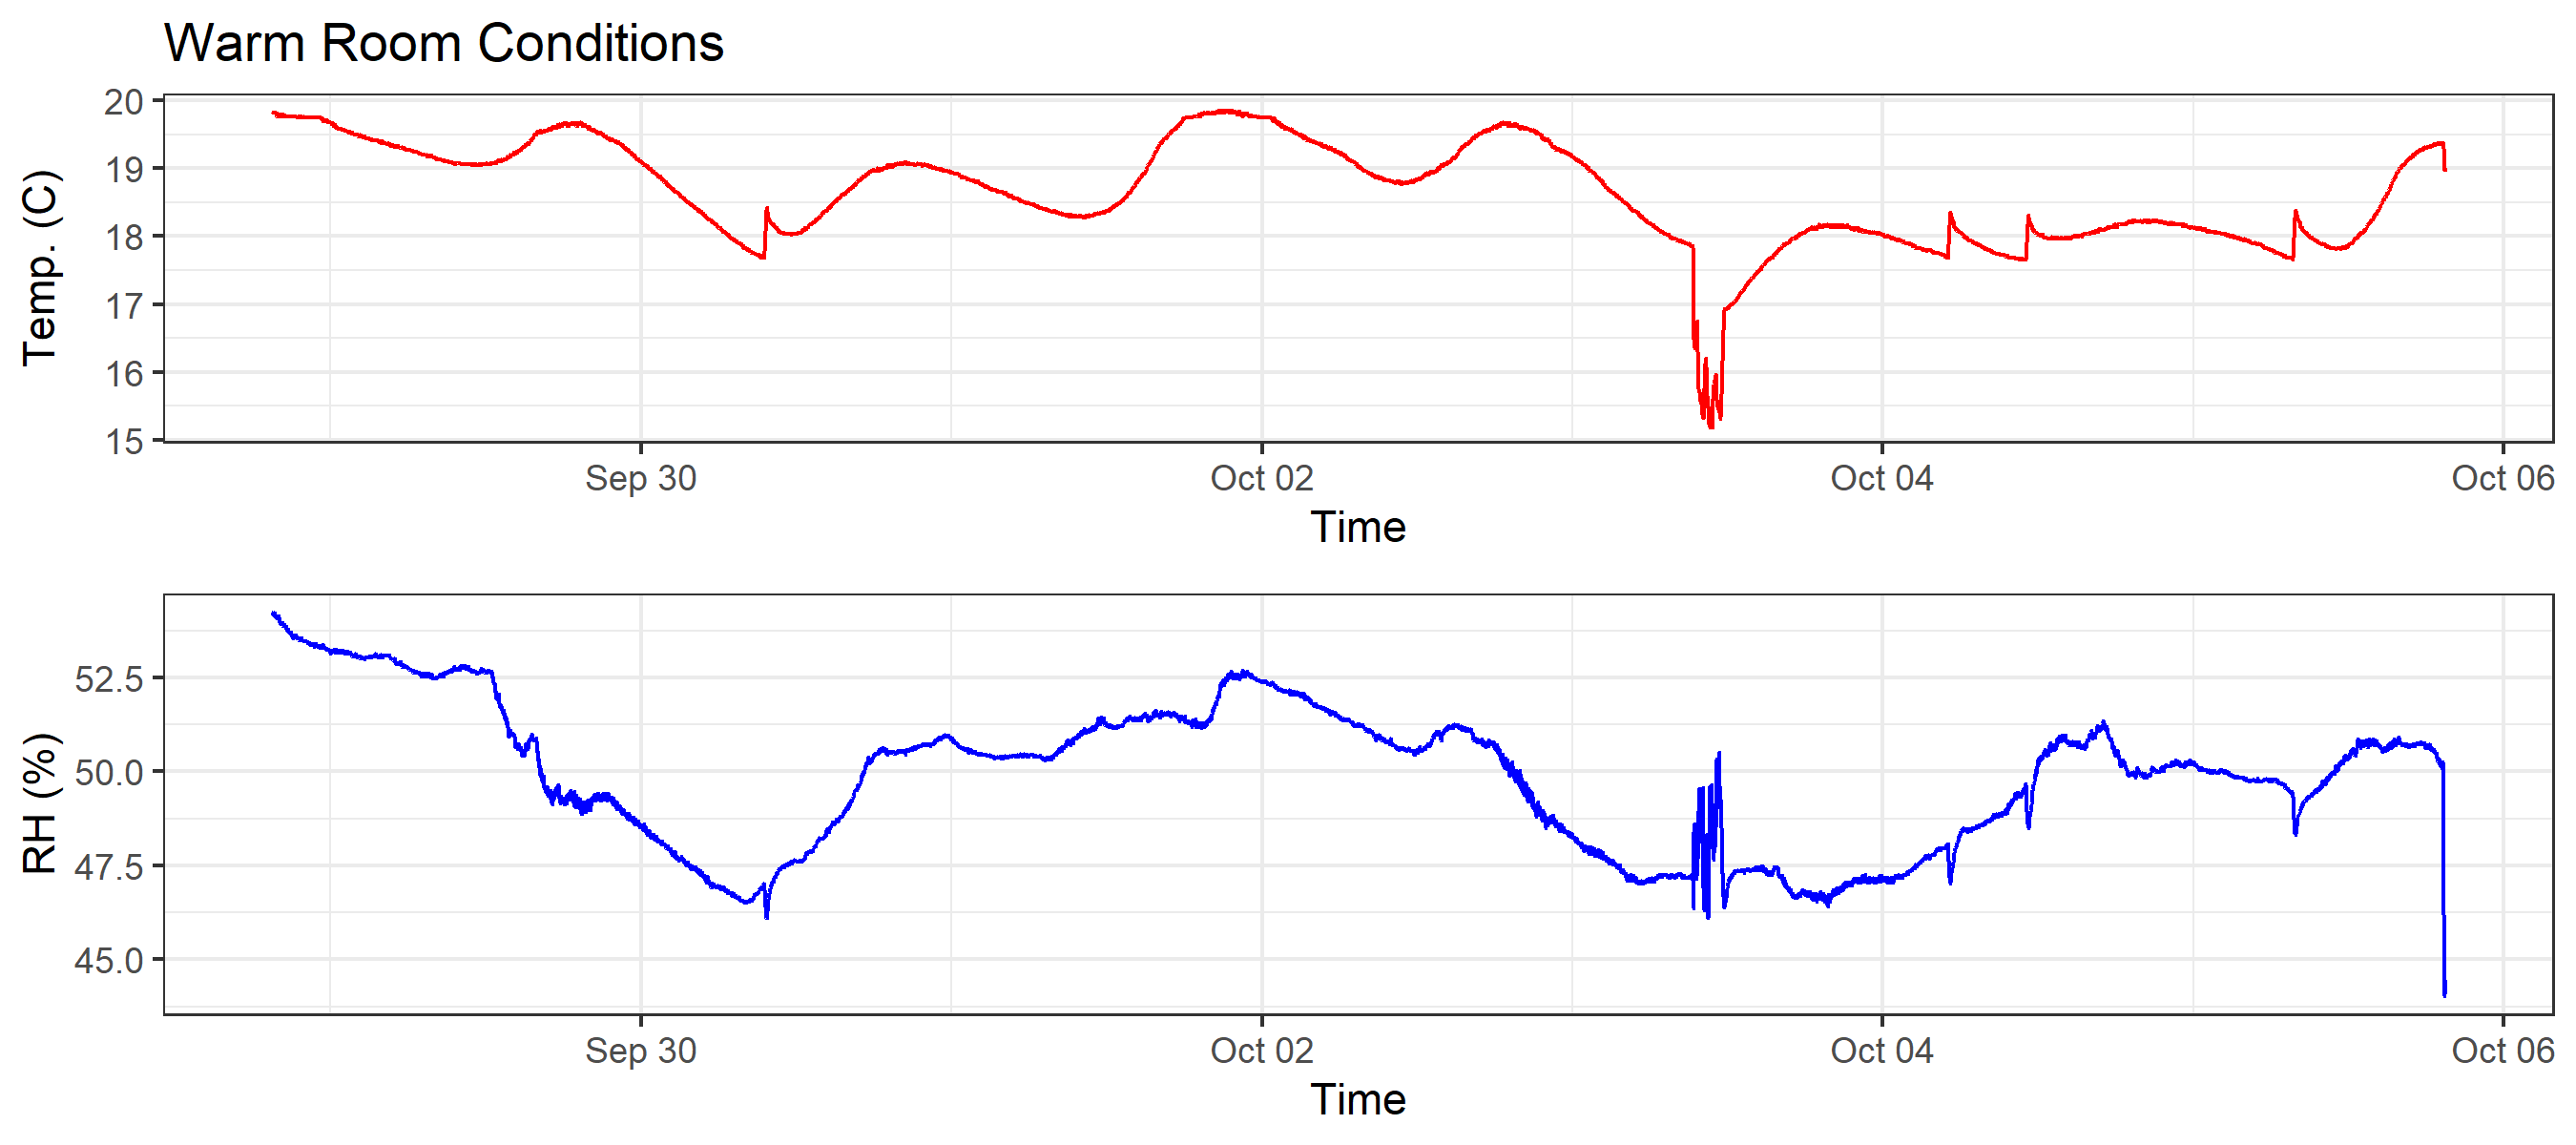 Warm Room Conditions
20
19
18
17
16
15
Temp. (C)
Sep 30
Oct 02
Oct 04
Oct 06
Time
52.5
50.0
47.5
45.0
RH (%)
Sep 30
Oct 02
Oct 04
Oct 06
Time